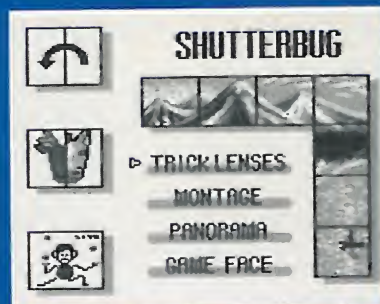 SHUTTERBUG
TRICK LENSES
MONTAGE
PANORAMA
GAME FACE